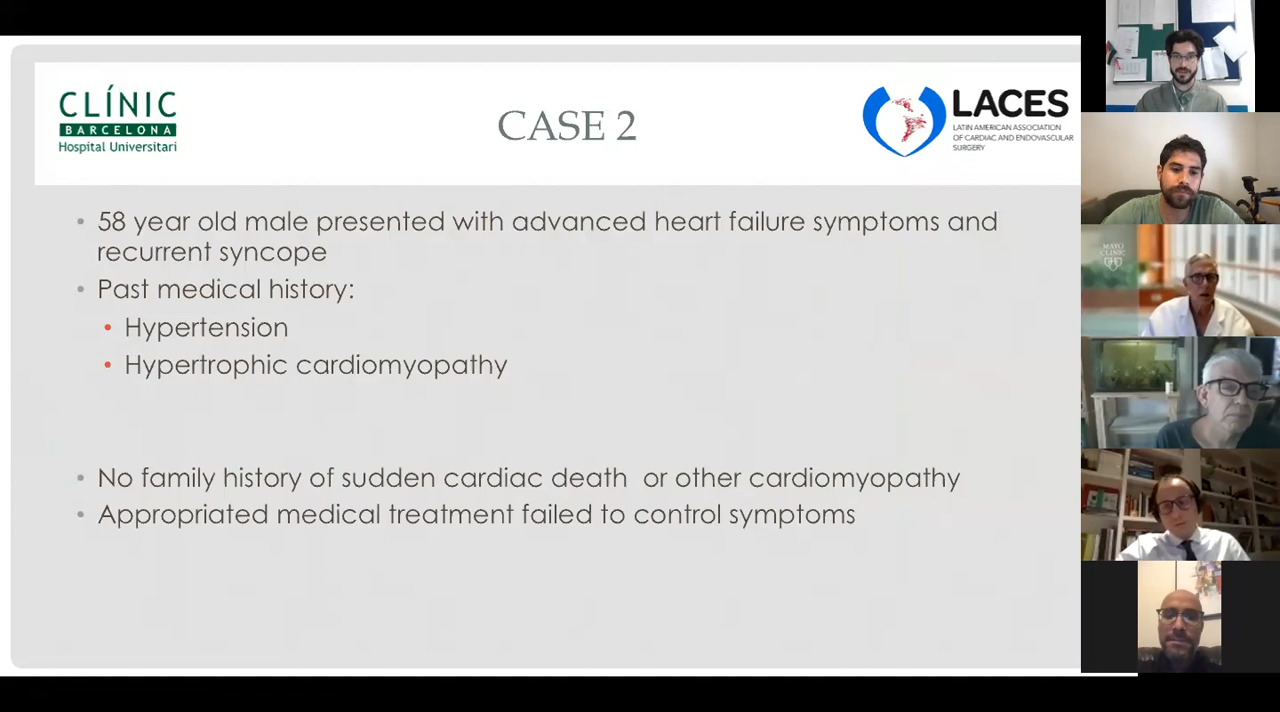 CLÍNIC
BARCELONA
Hospital Universitari
CASE 2
LACES
LATIN AMERICAN ASSOCIATION
OF CARDIAC AND ENDOVASCULAR
SURGERY
• 58 year old male presented with advanced heart failure symptoms and
recurrent syncope
• Past medical history:
• Hypertension
• Hypertrophic cardiomyopathy
• No family history of sudden cardiac death or other cardiomyopathy
• Appropriated medical treatment failed to control symptoms
MAYO
CLINIC